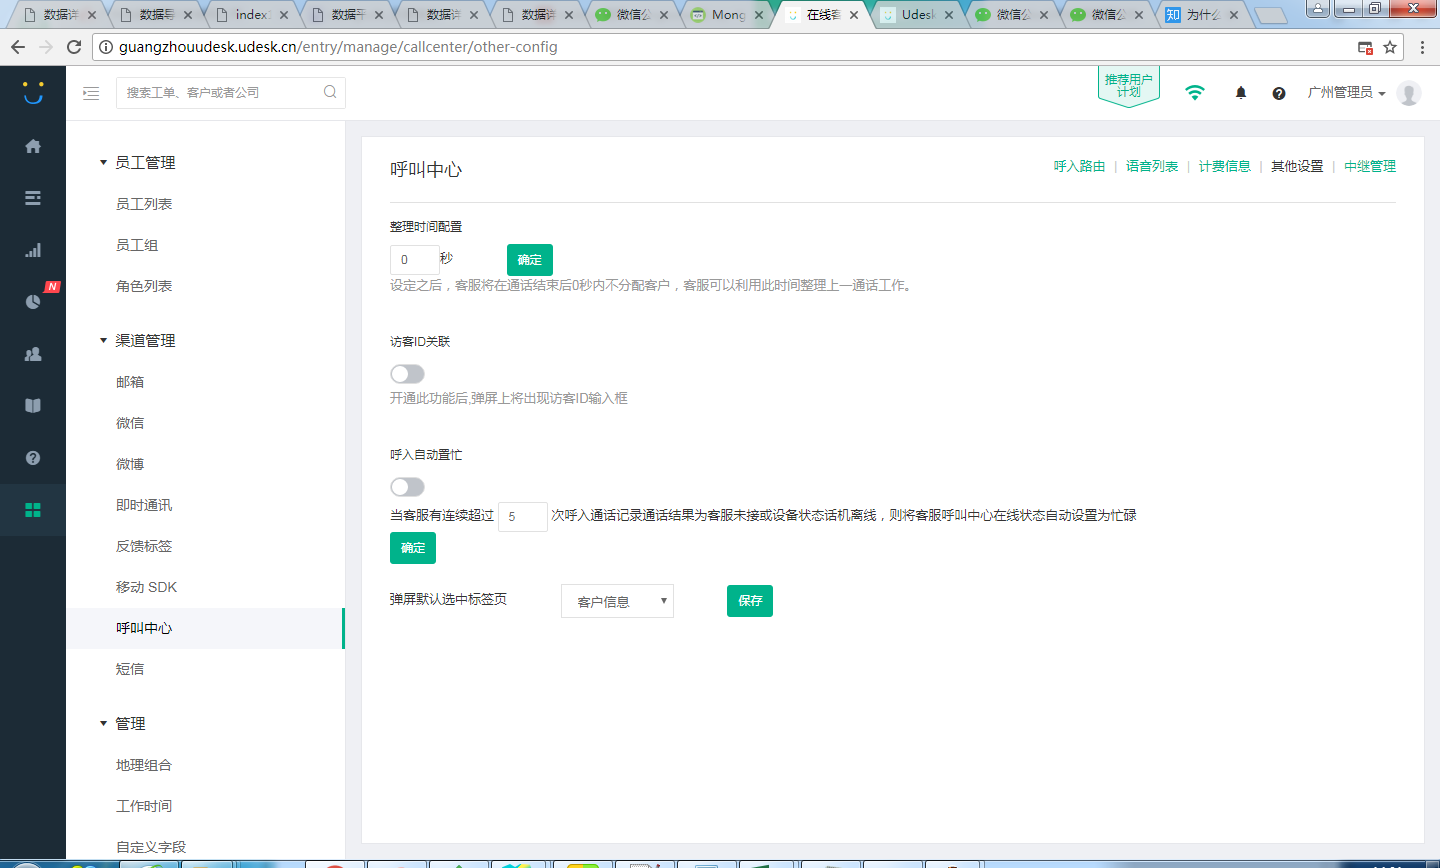 数据详
数据导
index
数据平
数据详
数据详
微信公
Mong
在线客
Udesk
微信公
微信公
知 为什么
guangzhouudesk.udesk.cn/entry/manage/callcenter/other-config
搜索工单、客户或者公司
推荐用户
计划
广州管理员
N
员工管理
员工列表
员工组
角色列表
渠道管理
邮箱
微信
微博
即时通讯
反馈标签
移动 SDK
呼叫中心
短信
管理
地理组合
工作时间
自定义字段
呼叫中心
呼入路由 | 语音列表 | 计费信息 | 其他设置 | 中继管理
整理时间配置
0 秒 确定
设定之后，客服将在通话结束后0秒内不分配客户，客服可以利用此时间整理上一通话工作。
访客ID关联
开通此功能后,弹屏上将出现访客ID输入框
呼入自动置忙
当客服有连续超过 5 次呼入通话记录通话结果为客服未接或设备状态话机离线，则将客服呼叫中心在线状态自动设置为忙碌
确定
弹屏默认选中标签页 客户信息 保存